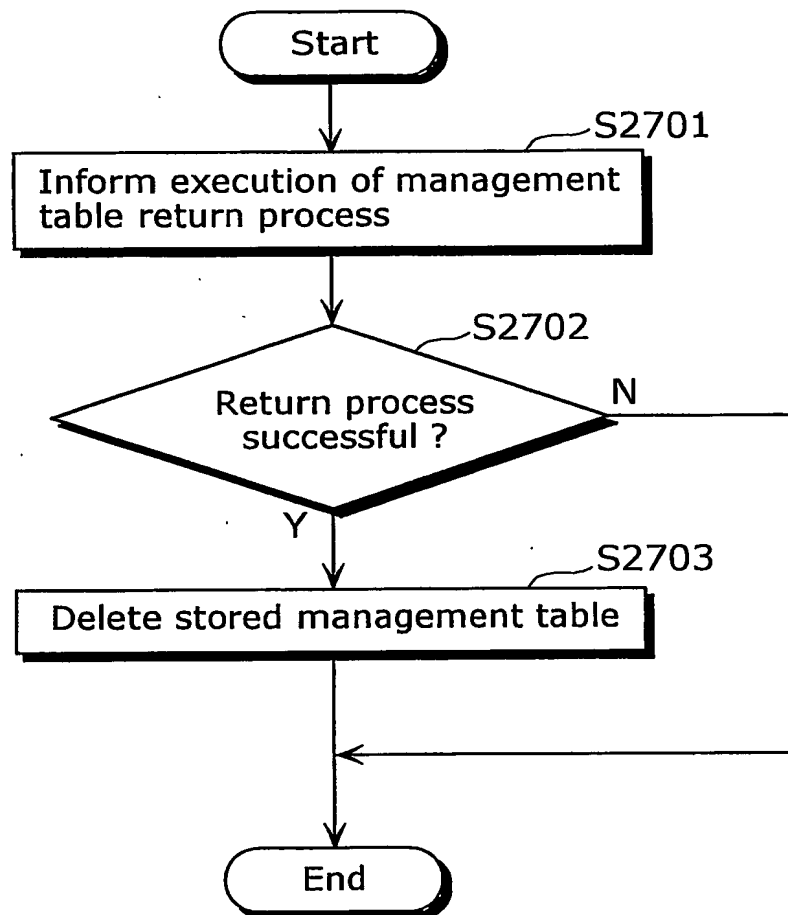 Start
S2701
Inform execution of management
table return process
S2702
Return process
successful ?
N
Y
S2703
Delete stored management table
End